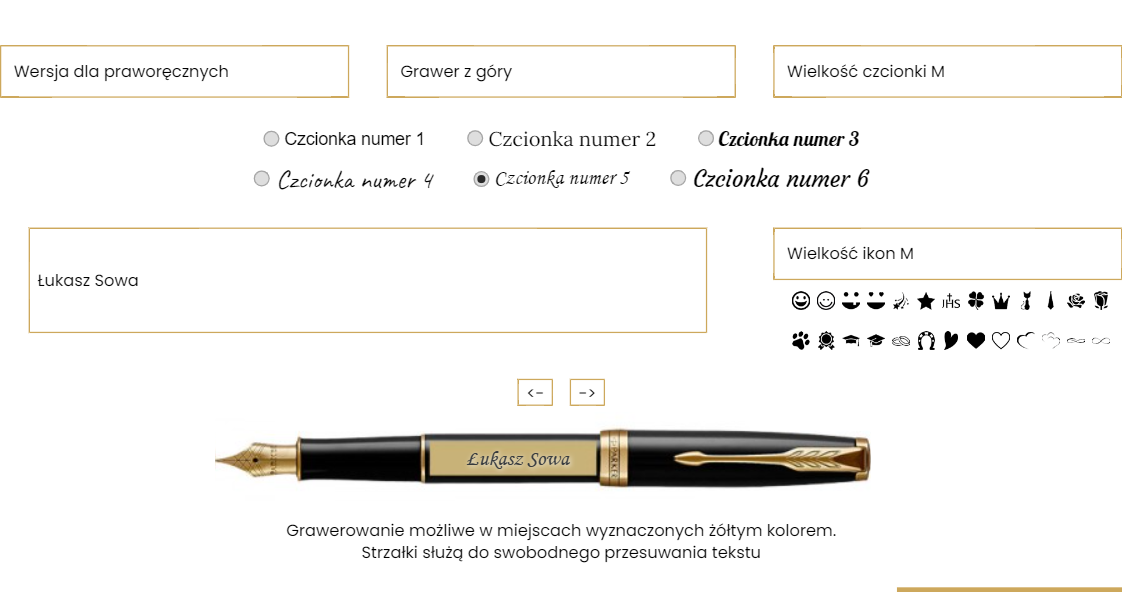 Wersja dla praworęcznych
Grawer z góry
Wielkość czcionki M
Czcionka numer 1
Czcionka numer 2
Czcionka numer 3
Czcionka numer 4
Czcionka numer 5
Czcionka numer 6
Łukasz Sowa
Wielkość ikon M
IHS
<-
->
Łukasz Sowa
PARKER
Grawerowanie możliwe w miejscach wyznaczonych żółtym kolorem.
Strzałki służą do swobodnego przesuwania tekstu